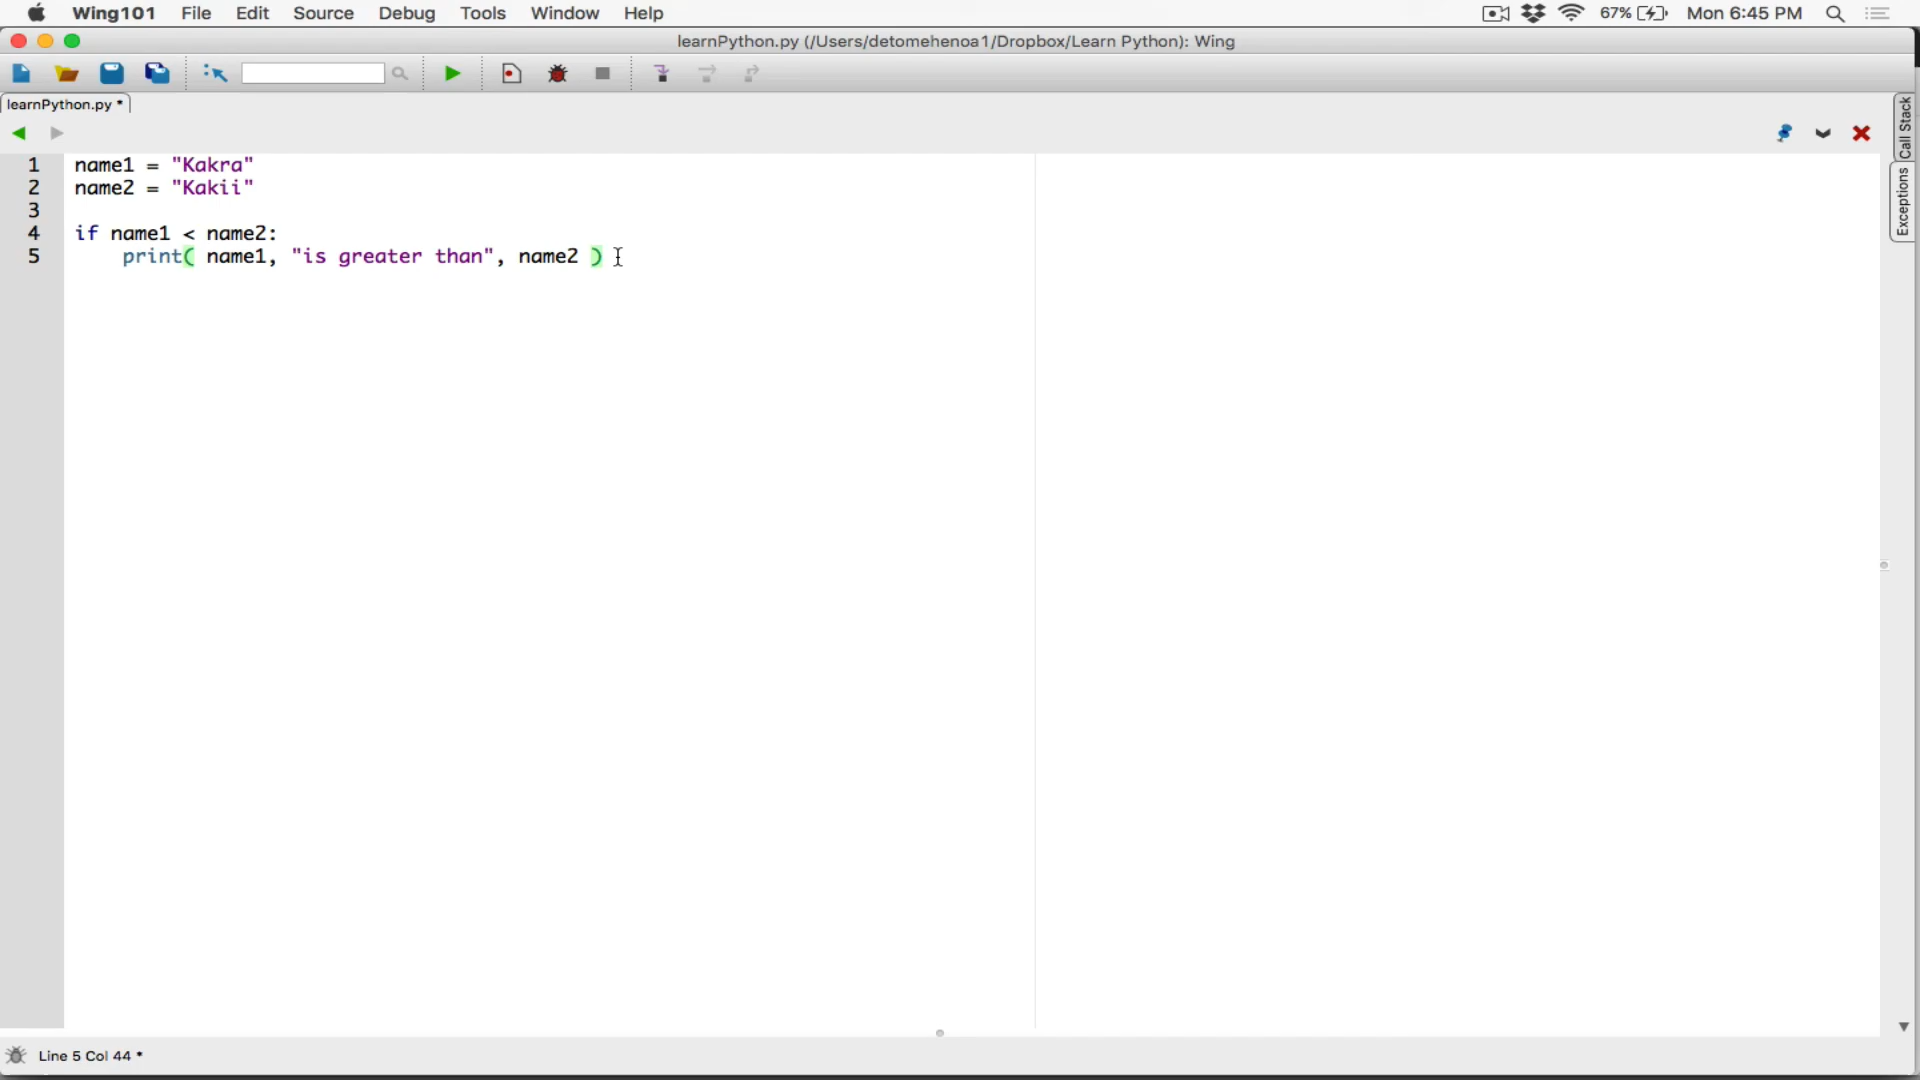 Wing101 File Edit Source Debug Tools Window Help 67% Mon 6:45 PM
learnPython.py (/Users/detomehenoa1/Dropbox/Learn Python): Wing
learnPython.py *
1 name1 = "Kakra"
2 name2 = "Kakii"
3
4 if name1 < name2:
5     print( name1, "is greater than", name2 )
Call Stack
Exceptions
Line 5 Col 44 *